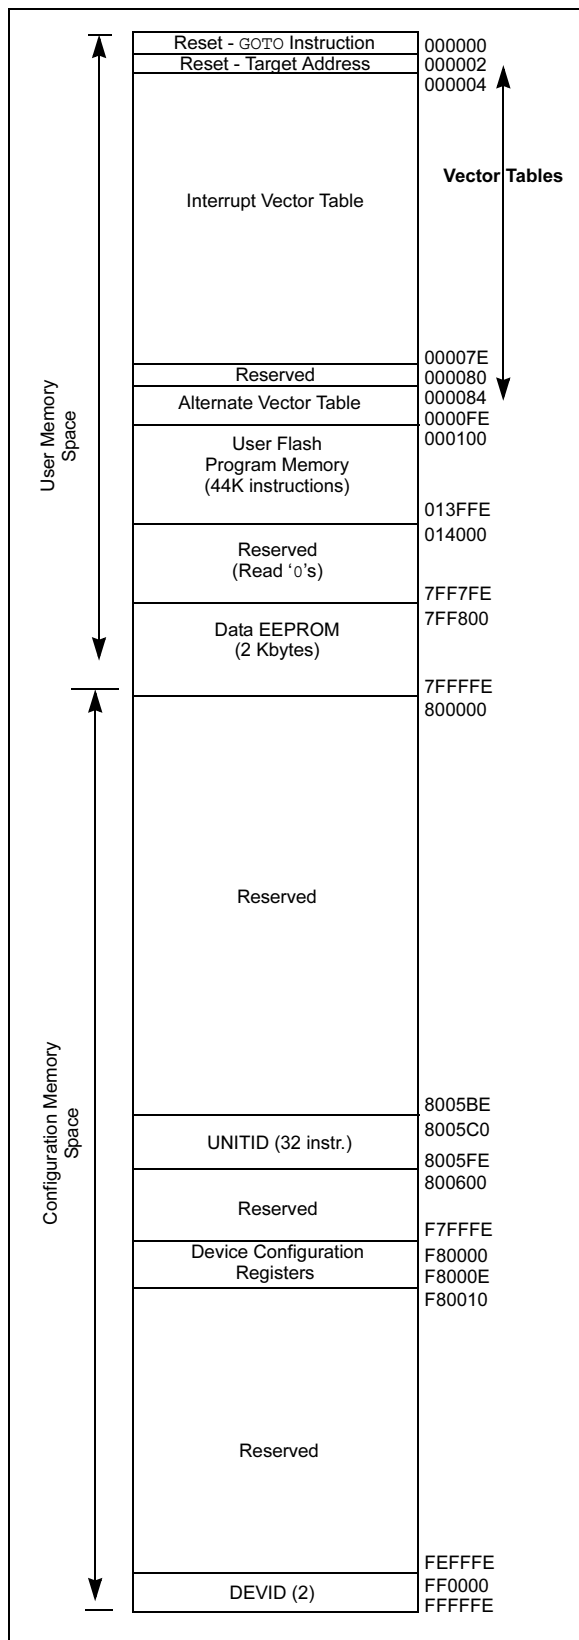 Reset - GOTO Instruction
000000
Reset - Target Address
000002
000004
Vector Tables
Interrupt Vector Table
00007E
Reserved
000080
000084
Alternate Vector Table
0000FE
User Memory
Space
000100
User Flash
Program Memory
(44K instructions)
013FFE
014000
Reserved
(Read ‘0’s)
7FF7FE
7FF800
Data EEPROM
(2 Kbytes)
7FFFFE
800000
Reserved
Configuration Memory
Space
8005BE
8005C0
UNITID (32 instr.)
8005FE
800600
Reserved
F7FFFE
Device Configuration
Registers
F80000
F8000E
F80010
Reserved
FEFFFE
FF0000
DEVID (2)
FFFFFE